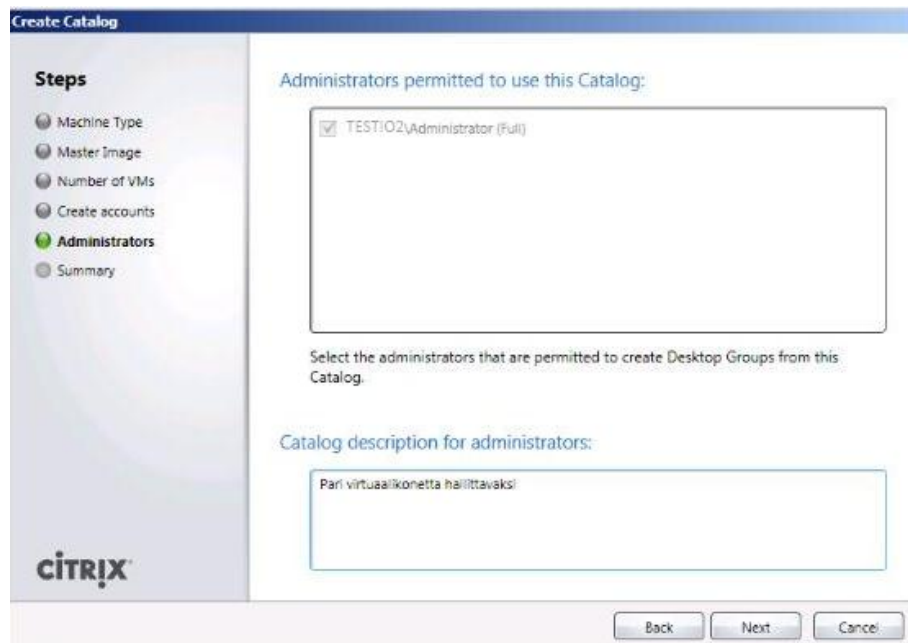 Create Catalog
Steps
Machine Type
Master Image
Number of VMs
Create accounts
Administrators
Summary
CITRIX
Administrators permitted to use this Catalog:
TESTIO2\Administrator (Full)
Select the administrators that are permitted to create Desktop Groups from this
Catalog.
Catalog description for administrators:
Pari virtuaalikonetta hallittavaksi
Back
Next
Cancel